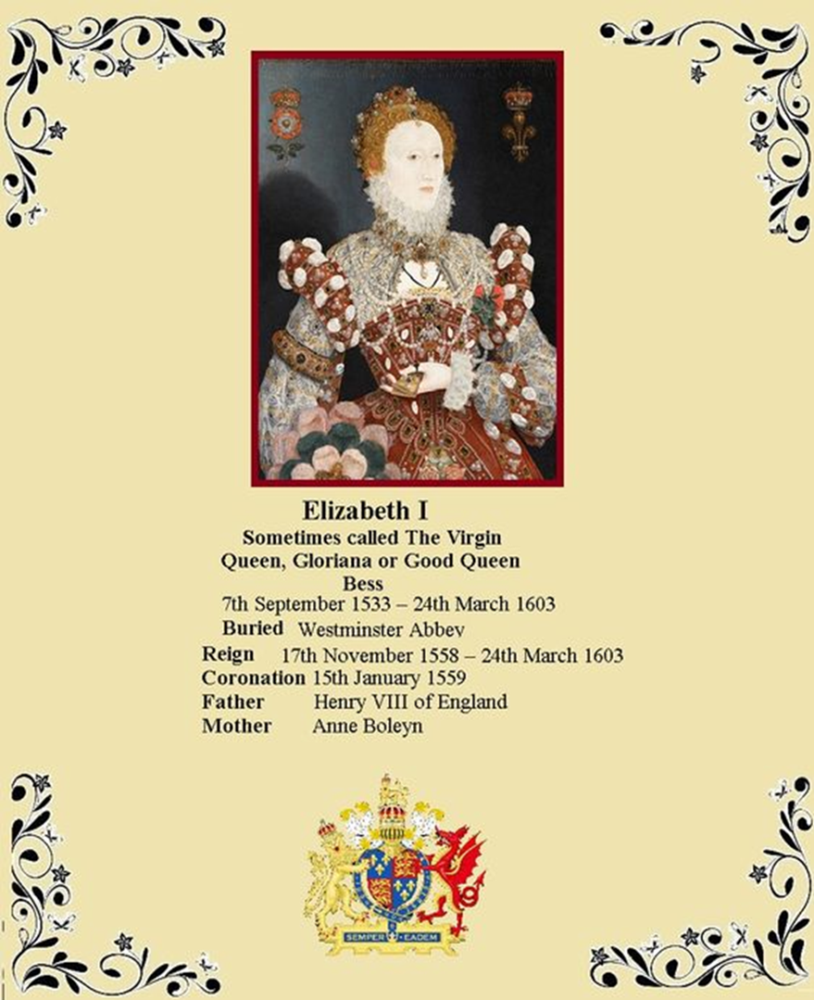 Elizabeth I
Sometimes called The Virgin
Queen, Gloriana or Good Queen
Bess
7th September 1533 – 24th March 1603
Buried Westminster Abbey
Reign 17th November 1558 – 24th March 1603
Coronation 15th January 1559
Father Henry VIII of England
Mother Anne Boleyn
SEMPER EADEM